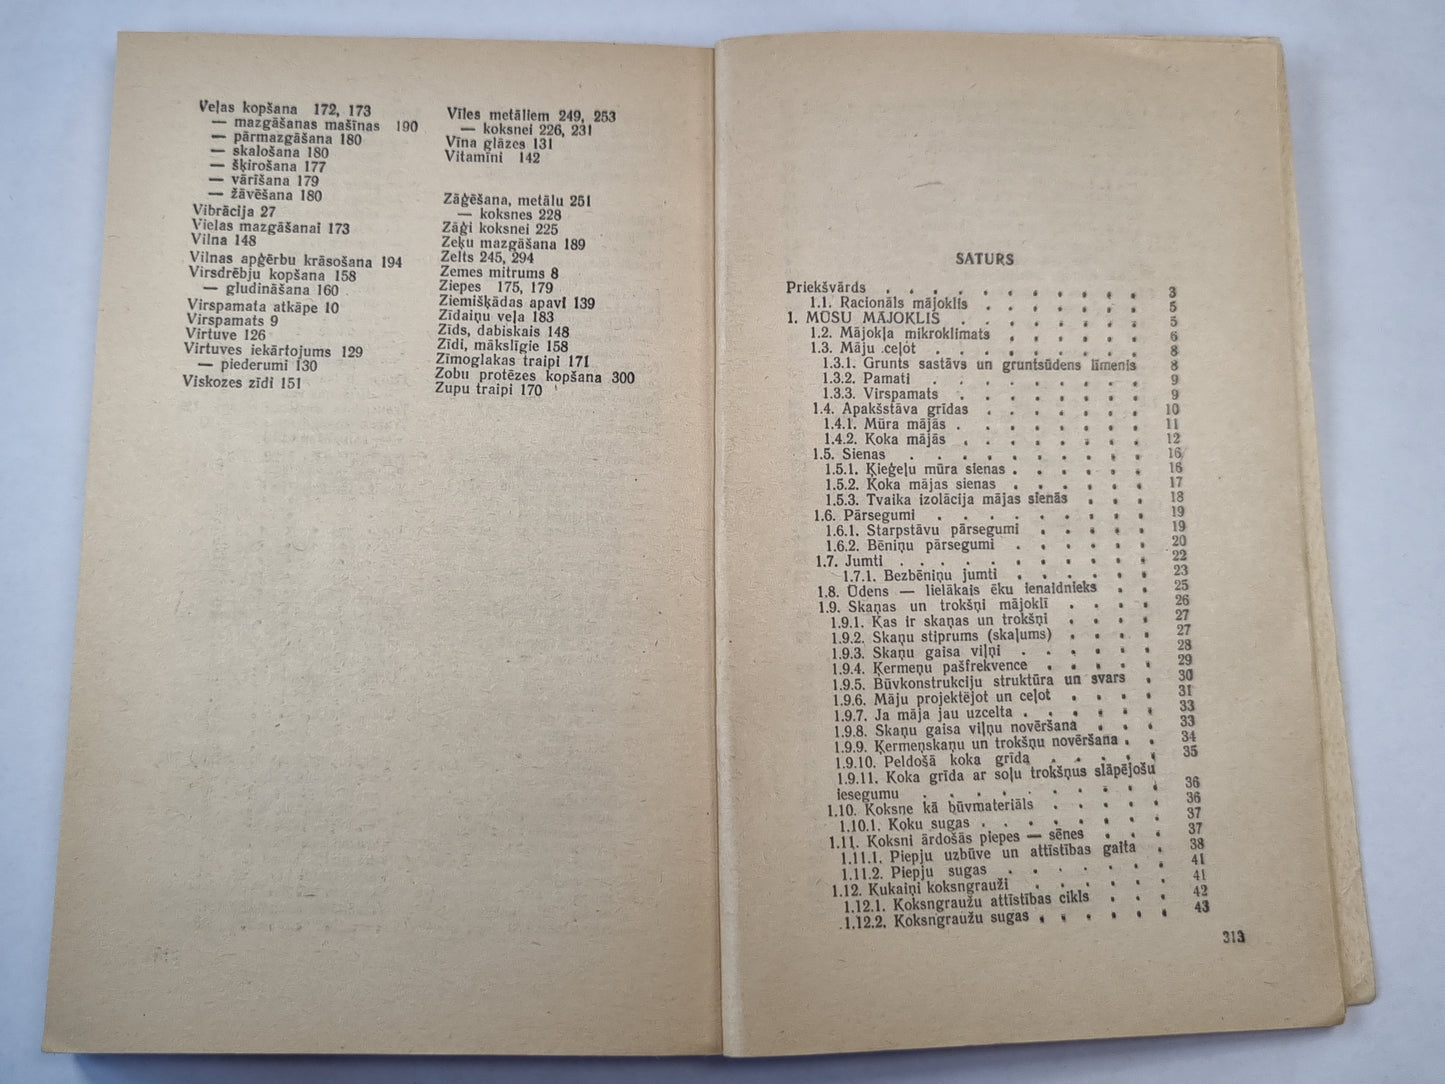 Veļas kopšana 172, 173
— mazgāšanas mašīnas 190
— pārmazgāšana 180
— skalošana 180
— šķirošana 177
— vārīšana 179
— žāvēšana 180
Vibrācija 27
Vielas mazgāšanai 173
Vilna 148
Vilnas apģērbu krāsošana 194
Virsdrēbju kopšana 158
— gludināšana 160
Virspamata atkāpe 10
Virspamats 9
Virtuve 126
Virtuves iekārtojums 129
— piederumi 130
Viskozes zīdi 151
Vīles metāliem 249, 253
— koksnei 226, 231
Vīna glāzes 131
Vitamīni 142
Zāģēšana, metālu 251
— koksnes 228
Zāģi koksnei 225
Zeķu mazgāšana 189
Zelts 245, 294
Zemes mitrums 8
Ziepes 175, 179
Ziemišķādas apavi 139
Zīdaiņu veļa 183
Zīds, dabiskais 148
Zīdi, mākslīgie 158
Zīmoglakas traipi 171
Zobu protēzes kopšana 300
Zupu traipi 170
SATURS
Priekšvārds . . . . . . . . . . 3
1.1. Racionāls mājoklis . . . . . . . 5
1. MŪSU MĀJOKLIS . . . . . . . 5
1.2. Mājokļa mikroklimats . . . . . . 6
1.3. Māju ceļot . . . . . . . . . 8
1.3.1. Grunts sastāvs un gruntsūdens līmenis 8
1.3.2. Pamati . . . . . . . . . 9
1.3.3. Virspamats . . . . . . . . 9
1.4. Apakšstāva grīdas . . . . . . . 10
1.4.1. Mūra mājās . . . . . . . . 11
1.4.2. Koka mājās . . . . . . . . 12
1.5. Sienas . . . . . . . . . . 16
1.5.1. Ķieģeļu mūra sienas . . . . . . 16
1.5.2. Koka mājas sienas . . . . . . 17
1.5.3. Tvaika izolācija mājas sienās . . . 18
1.6. Pārsegumi . . . . . . . . . 19
1.6.1. Starpstāvu pārsegumi . . . . . 19
1.6.2. Bēniņu pārsegumi . . . . . . 20
1.7. Jumti . . . . . . . . . . 22
1.7.1. Bezbēniņu jumti . . . . . . 23
1.8. Ūdens — lielākais ēku ienaidnieks . . . 25
1.9. Skaņas un trokšņi mājoklī . . . . 26
1.9.1. Kas ir skaņas un trokšņi . . . . 27
1.9.2. Skaņu stiprums (skaļums) . . . . 27
1.9.3. Skaņu gaisa viļņi . . . . . . 28
1.9.4. Ķermeņu pašfrekvence . . . . . 29
1.9.5. Būvkonstrukciju struktūra un svars . 30
1.9.6. Māju projektējot un ceļot . . . . 31
1.9.7. Ja māja jau uzcelta . . . . . . 33
1.9.8. Skaņu gaisa viļņu novēršana . . . 33
1.9.9. Ķermeņskaņu un trokšņu novēršana . . 34
1.9.10. Peldošā koka grīda . . . . . 35
1.9.11. Koka grīda ar soļu trokšņus slāpējošu
iesegumu . . . . . . . . . 36
1.10. Koksne kā būvmateriāls . . . . . 36
1.10.1. Koku sugas . . . . . . . . 37
1.11. Koksni ārdošās piepes — sēnes . . . 37
1.11.1. Piepju uzbūve un attīstības gaita . 38
1.11.2. Piepju sugas . . . . . . . 41
1.12. Kukaiņi koksngrauži . . . . . . 41
1.12.1. Koksngraužu attīstības cikls . . . 42
1.12.2. Koksngraužu sugas . . . . . . 43
313